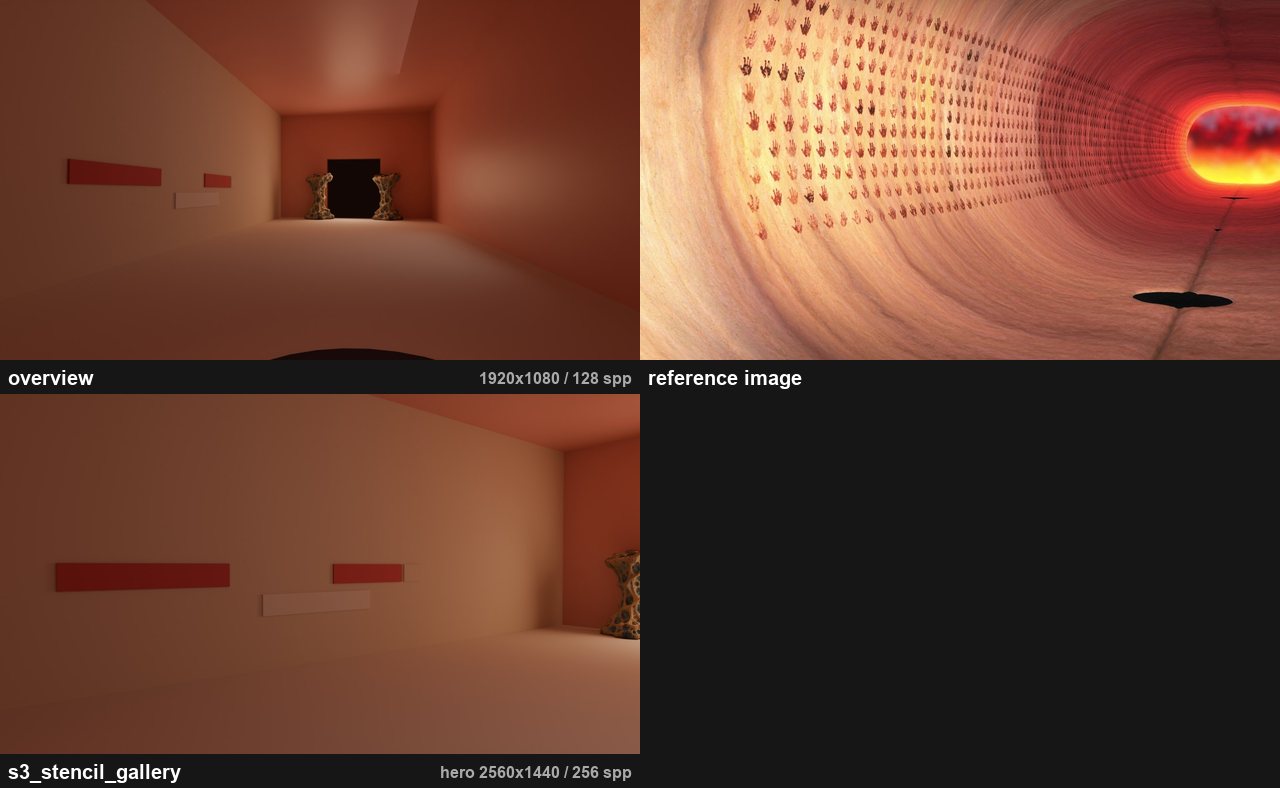 overview
1920x1080 / 128 spp
reference image
s3_stencil_gallery
hero 2560x1440 / 256 spp